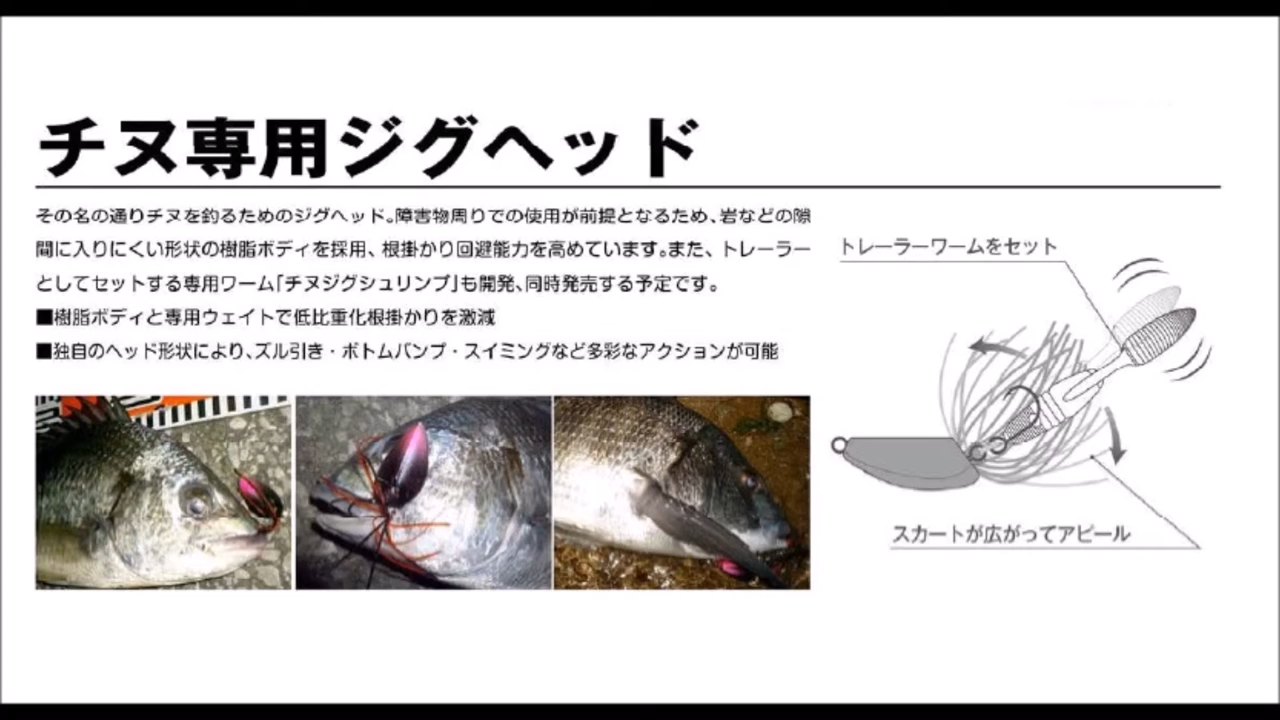 チヌ専用ジグヘッド
その名の通りチヌを釣るためのジグヘッド。障害物周りでの使用が前提となるため、岩などの隙
間に入りにくい形状の樹脂ボディを採用、根掛かり回避能力を高めています。また、トレーラー
としてセットする専用ワーム「チヌジグシュリンプ」も開発、同時発売する予定です。
■樹脂ボディと専用ウェイトで低比重化根掛かりを激減
■独自のヘッド形状により、ズル引き・ボトムバンプ・スイミングなど多彩なアクションが可能
トレーラーワームをセット
スカートが広がってアピール